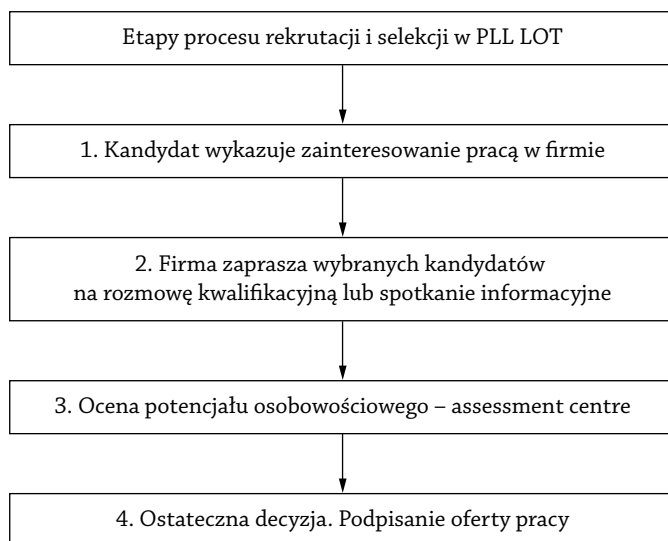 Etapy procesu rekrutacji i selekcji w PLL LOT
1. Kandydat wykazuje zainteresowanie pracą w firmie
2. Firma zaprasza wybranych kandydatów
na rozmowę kwalifikacyjną lub spotkanie informacyjne
3. Ocena potencjału osobowościowego – assessment centre
4. Ostateczna decyzja. Podpisanie oferty pracy